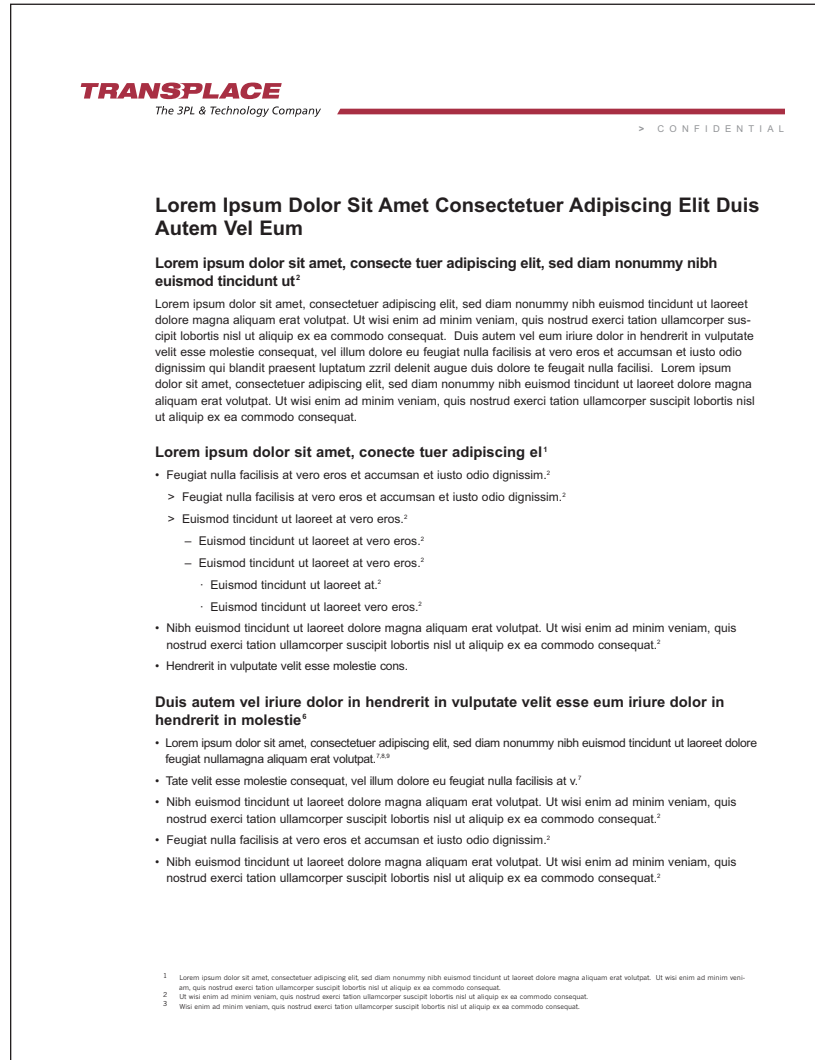 TRANSPLACE
The 3PL & Technology Company
> CONFIDENTIAL
Lorem Ipsum Dolor Sit Amet Consectetuer Adipiscing Elit Duis
Autem Vel Eum
Lorem ipsum dolor sit amet, consecte tuer adipiscing elit, sed diam nonummy nibh
euismod tincidunt ut²
Lorem ipsum dolor sit amet, consectetuer adipiscing elit, sed diam nonummy nibh euismod tincidunt ut laoreet
dolore magna aliquam erat volutpat. Ut wisi enim ad minim veniam, quis nostrud exerci tation ullamcorper sus-
cipit lobortis nisl ut aliquip ex ea commodo consequat.  Duis autem vel eum iriure dolor in hendrerit in vulputate
velit esse molestie consequat, vel illum dolore eu feugiat nulla facilisis at vero eros et accumsan et iusto odio
dignissim qui blandit praesent luptatum zzril delenit augue duis dolore te feugait nulla facilisi.  Lorem ipsum
dolor sit amet, consectetuer adipiscing elit, sed diam nonummy nibh euismod tincidunt ut laoreet dolore magna
aliquam erat volutpat. Ut wisi enim ad minim veniam, quis nostrud exerci tation ullamcorper suscipit lobortis nisl
ut aliquip ex ea commodo consequat.
Lorem ipsum dolor sit amet, conecte tuer adipiscing el¹
• Feugiat nulla facilisis at vero eros et accumsan et iusto odio dignissim.²
> Feugiat nulla facilisis at vero eros et accumsan et iusto odio dignissim.²
> Euismod tincidunt ut laoreet at vero eros.²
– Euismod tincidunt ut laoreet at vero eros.²
– Euismod tincidunt ut laoreet at vero eros.²
· Euismod tincidunt ut laoreet at.²
· Euismod tincidunt ut laoreet vero eros.²
• Nibh euismod tincidunt ut laoreet dolore magna aliquam erat volutpat. Ut wisi enim ad minim veniam, quis
nostrud exerci tation ullamcorper suscipit lobortis nisl ut aliquip ex ea commodo consequat.²
• Hendrerit in vulputate velit esse molestie cons.
Duis autem vel iriure dolor in hendrerit in vulputate velit esse eum iriure dolor in
hendrerit in molestie⁶
• Lorem ipsum dolor sit amet, consectetuer adipiscing elit, sed diam nonummy nibh euismod tincidunt ut laoreet dolore
feugiat nullamagna aliquam erat volutpat.⁷,⁸,⁹
• Tate velit esse molestie consequat, vel illum dolore eu feugiat nulla facilisis at v.⁷
• Nibh euismod tincidunt ut laoreet dolore magna aliquam erat volutpat. Ut wisi enim ad minim veniam, quis
nostrud exerci tation ullamcorper suscipit lobortis nisl ut aliquip ex ea commodo consequat.²
• Feugiat nulla facilisis at vero eros et accumsan et iusto odio dignissim.²
• Nibh euismod tincidunt ut laoreet dolore magna aliquam erat volutpat. Ut wisi enim ad minim veniam, quis
nostrud exerci tation ullamcorper suscipit lobortis nisl ut aliquip ex ea commodo consequat.²
1 Lorem ipsum dolor sit amet, consectetuer adipiscing elit, sed diam nonummy nibh euismod tincidunt ut laoreet dolore magna aliquam erat volutpat.  Ut wisi enim ad minim veni-
am, quis nostrud exerci tation ullamcorper suscipit lobortis nisl ut aliquip ex ea commodo consequat.
2 Ut wisi enim ad minim veniam, quis nostrud exerci tation ullamcorper suscipit lobortis nisl ut aliquip ex ea commodo consequat.
3 Wisi enim ad minim veniam, quis nostrud exerci tation ullamcorper suscipit lobortis nisl ut aliquip ex ea commodo consequat.